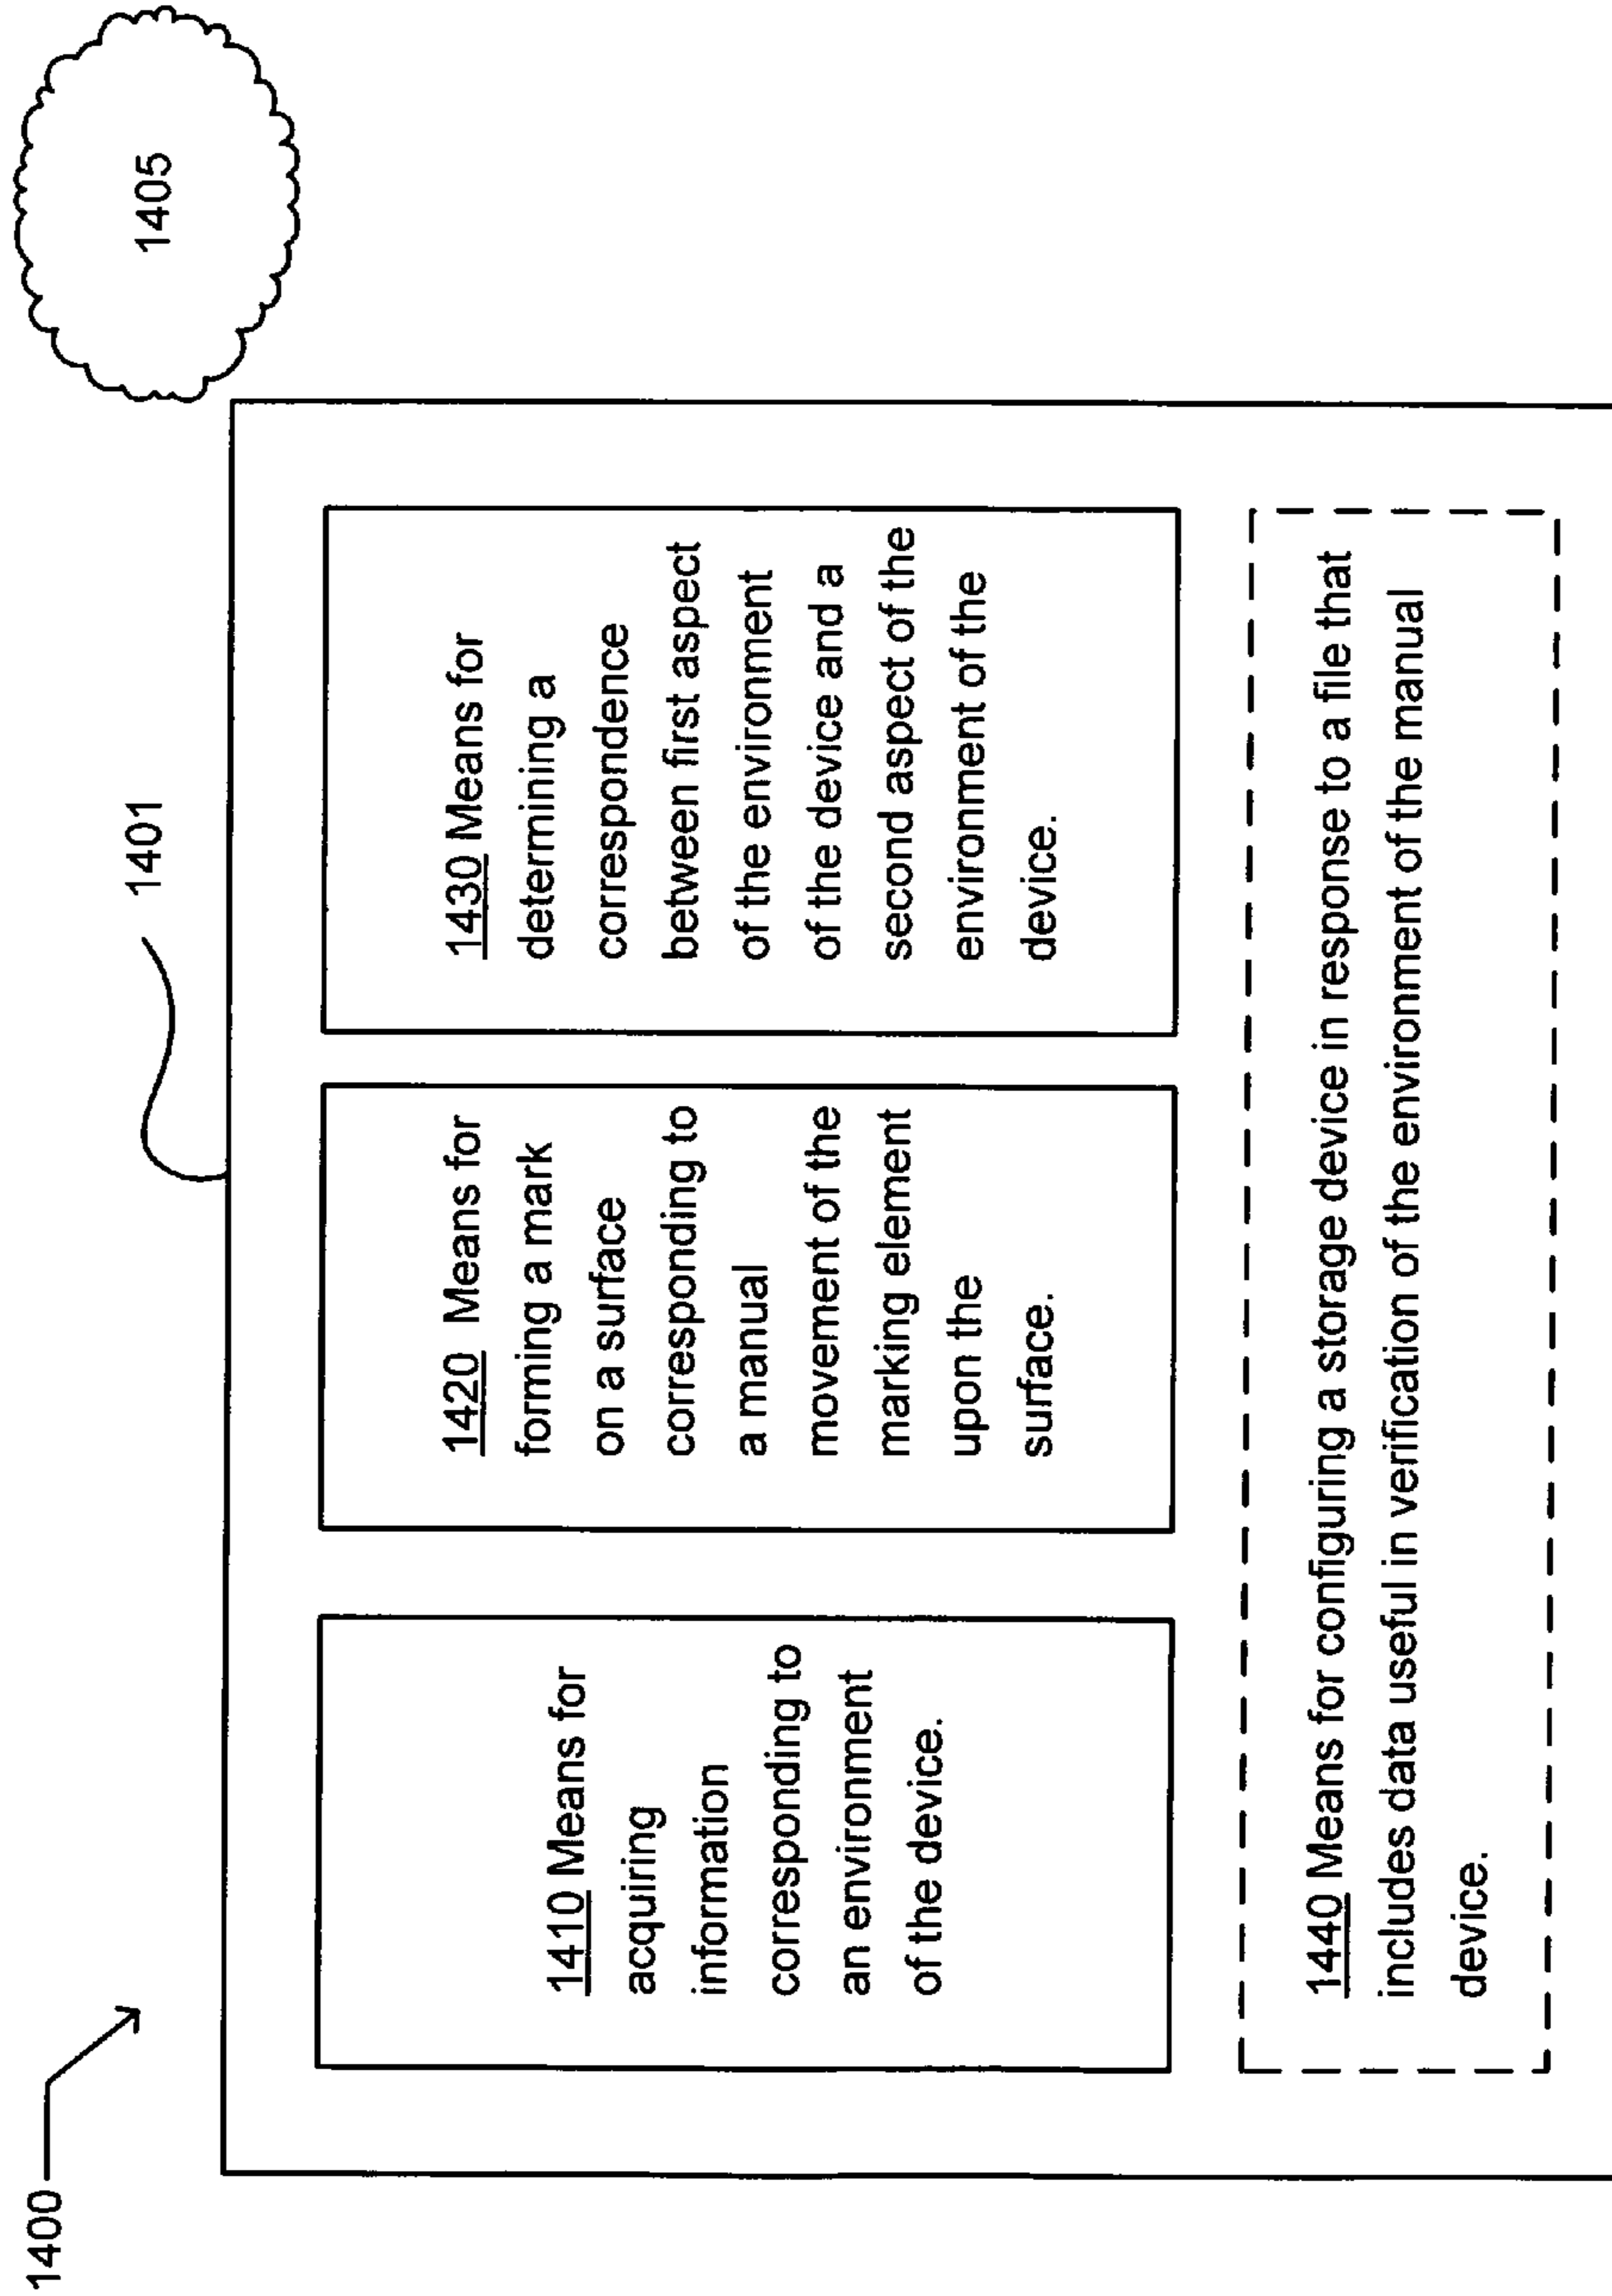 1400
1401
1405
1410 Means for
acquiring
information
corresponding to
an environment
of the device.
1420 Means for
forming a mark
on a surface
corresponding to
a manual
movement of the
marking element
upon the
surface.
1430 Means for
determining a
correspondence
between first aspect
of the environment
of the device and a
second aspect of the
environment of the
device.
1440 Means for configuring a storage device in response to a file that
includes data useful in verification of the environment of the manual
device.